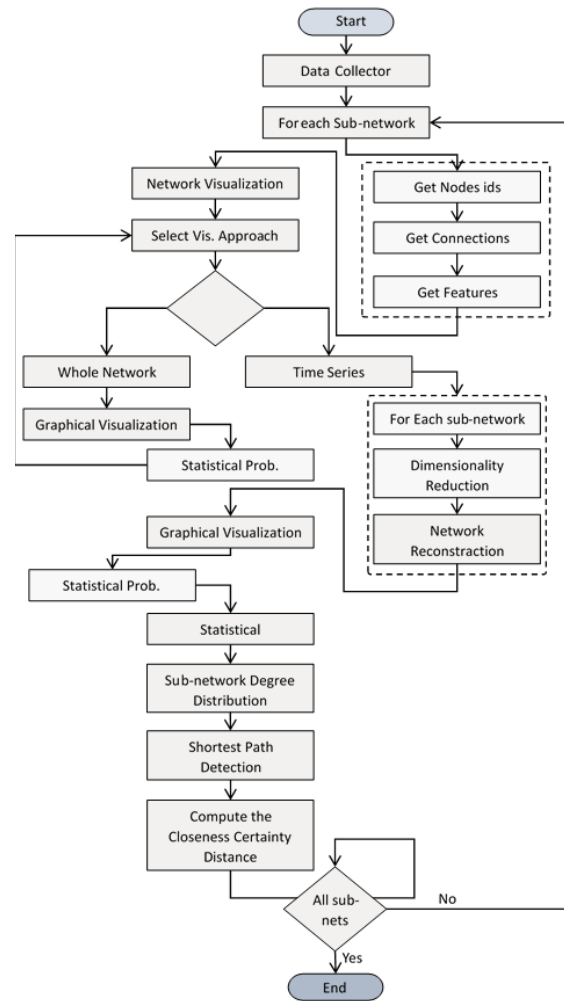 Start
Data Collector
For each Sub-network
Network Visualization
Get Nodes ids
Select Vis. Approach
Get Connections
Get Features
Whole Network
Time Series
Graphical Visualization
For Each sub-network
Statistical Prob.
Dimensionality
Reduction
Graphical Visualization
Network
Reconstraction
Statistical Prob.
Statistical
Sub-network Degree
Distribution
Shortest Path
Detection
Compute the
Closeness Certainty
Distance
All sub-
nets
No
Yes
End